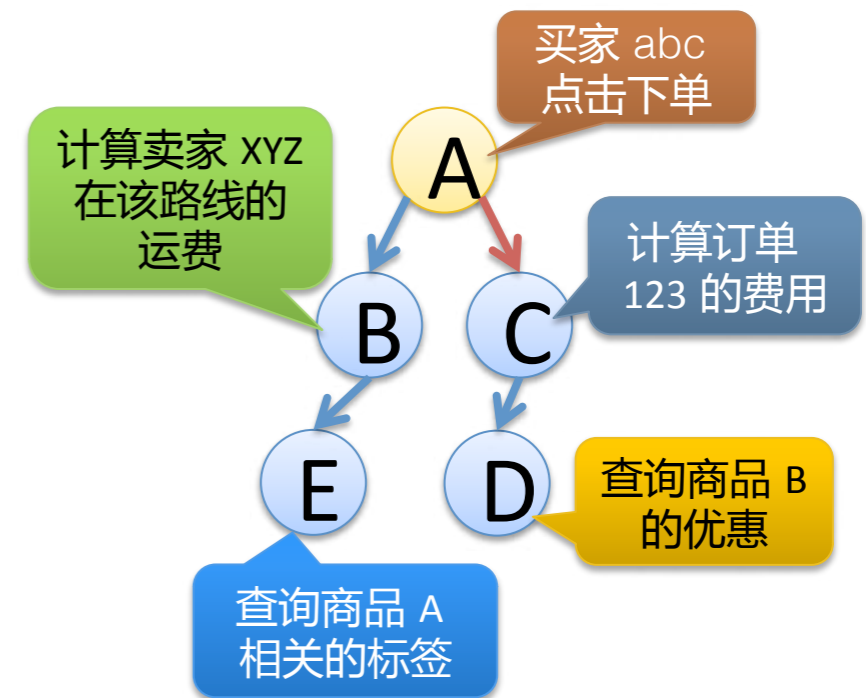 买家 abc
点击下单
计算卖家 XYZ
在该路线的
运费
A
计算订单
123 的费用
B
C
E
D
查询商品 B
的优惠
查询商品 A
相关的标签